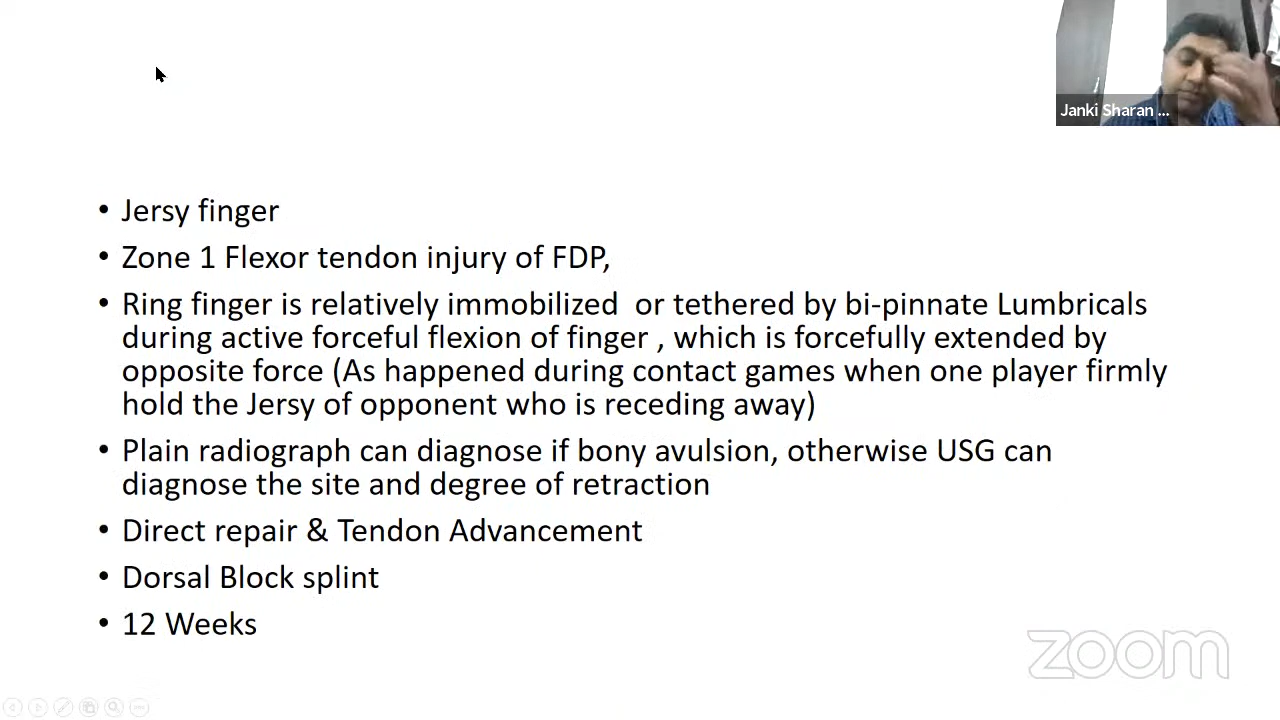 Janki Sharan ...
• Jersy finger
• Zone 1 Flexor tendon injury of FDP,
• Ring finger is relatively immobilized  or tethered by bi-pinnate Lumbricals
during active forceful flexion of finger , which is forcefully extended by
opposite force (As happened during contact games when one player firmly
hold the Jersy of opponent who is receding away)
• Plain radiograph can diagnose if bony avulsion, otherwise USG can
diagnose the site and degree of retraction
• Direct repair & Tendon Advancement
• Dorsal Block splint
• 12 Weeks
zoom